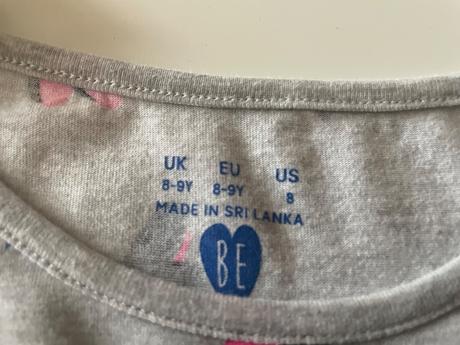 UK EU US
8-9Y 8-9Y 8
MADE IN SRI LANKA
BE